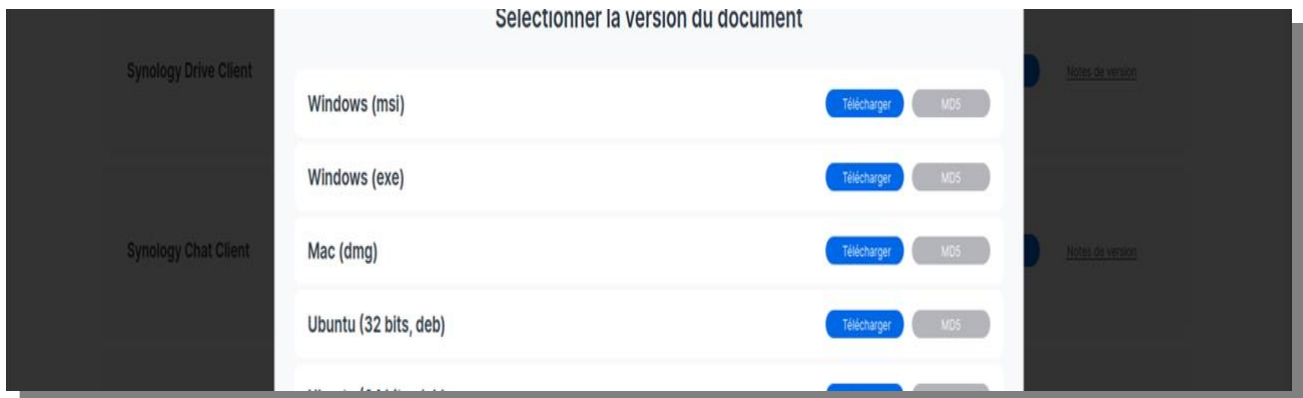 Sélectionner la version du document
Synology Drive Client
Notes de version
Windows (msi)
Télécharger
MD5
Windows (exe)
Télécharger
MD5
Synology Chat Client
Notes de version
Mac (dmg)
Télécharger
MD5
Ubuntu (32 bits, deb)
Télécharger
MD5